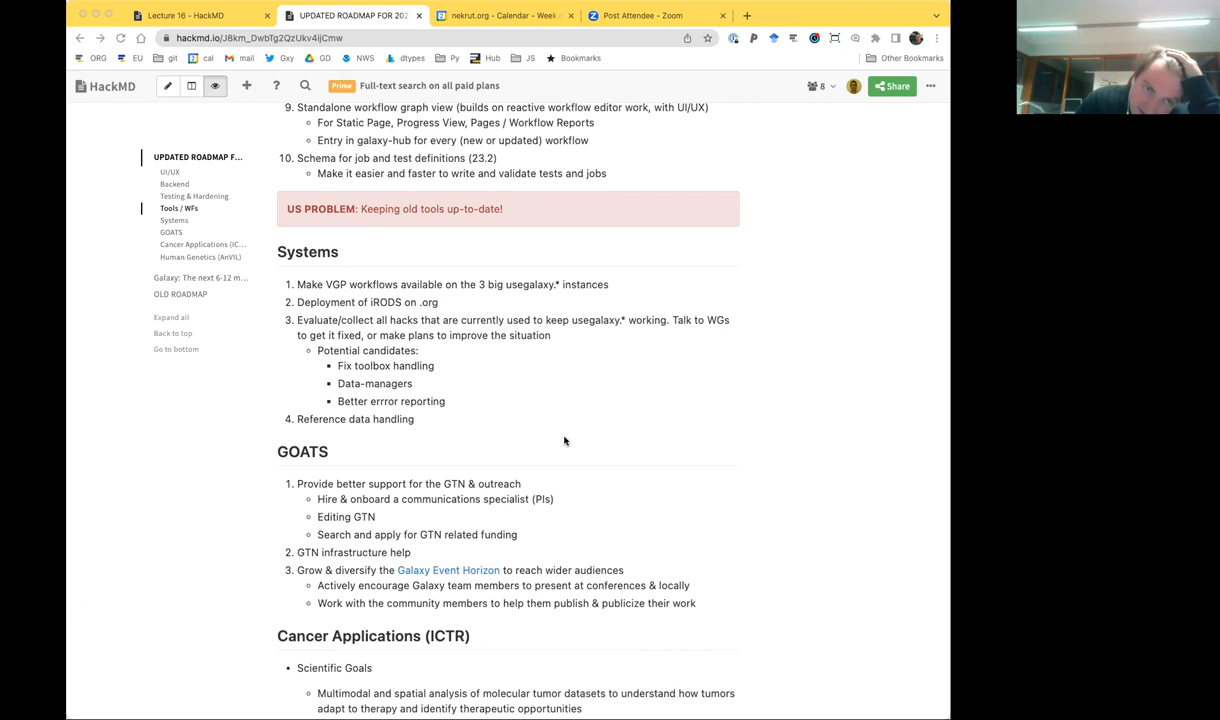 Lecture 16 - HackMD
UPDATED ROADMAP FOR 202
nekrut.org - Calendar - Week o
Post Attendee - Zoom
hackmd.io/J8km_DwbTg2QzUkv4ijCmw
ORG
EU
git
cal
mail
Gxy
GD
NWS
dtypes
Py
Hub
JS
Bookmarks
Other Bookmarks
HackMD
Prime
Full-text search on all paid plans
8
Share
UPDATED ROADMAP F...
UI/UX
Backend
Testing & Hardening
Tools / WFs
Systems
GOATS
Cancer Applications (IC...
Human Genetics (AnVIL)
Galaxy: The next 6-12 m...
OLD ROADMAP
Expand all
Back to top
Go to bottom
9. Standalone workflow graph view (builds on reactive workflow editor work, with UI/UX)
For Static Page, Progress View, Pages / Workflow Reports
Entry in galaxy-hub for every (new or updated) workflow
10. Schema for job and test definitions (23.2)
Make it easier and faster to write and validate tests and jobs
US PROBLEM: Keeping old tools up-to-date!
Systems
1. Make VGP workflows available on the 3 big usegalaxy.* instances
2. Deployment of iRODS on .org
3. Evaluate/collect all hacks that are currently used to keep usegalaxy.* working. Talk to WGs
to get it fixed, or make plans to improve the situation
Potential candidates:
Fix toolbox handling
Data-managers
Better errror reporting
4. Reference data handling
GOATS
1. Provide better support for the GTN & outreach
Hire & onboard a communications specialist (PIs)
Editing GTN
Search and apply for GTN related funding
2. GTN infrastructure help
3. Grow & diversify the Galaxy Event Horizon to reach wider audiences
Actively encourage Galaxy team members to present at conferences & locally
Work with the community members to help them publish & publicize their work
Cancer Applications (ICTR)
Scientific Goals
Multimodal and spatial analysis of molecular tumor datasets to understand how tumors
adapt to therapy and identify therapeutic opportunities